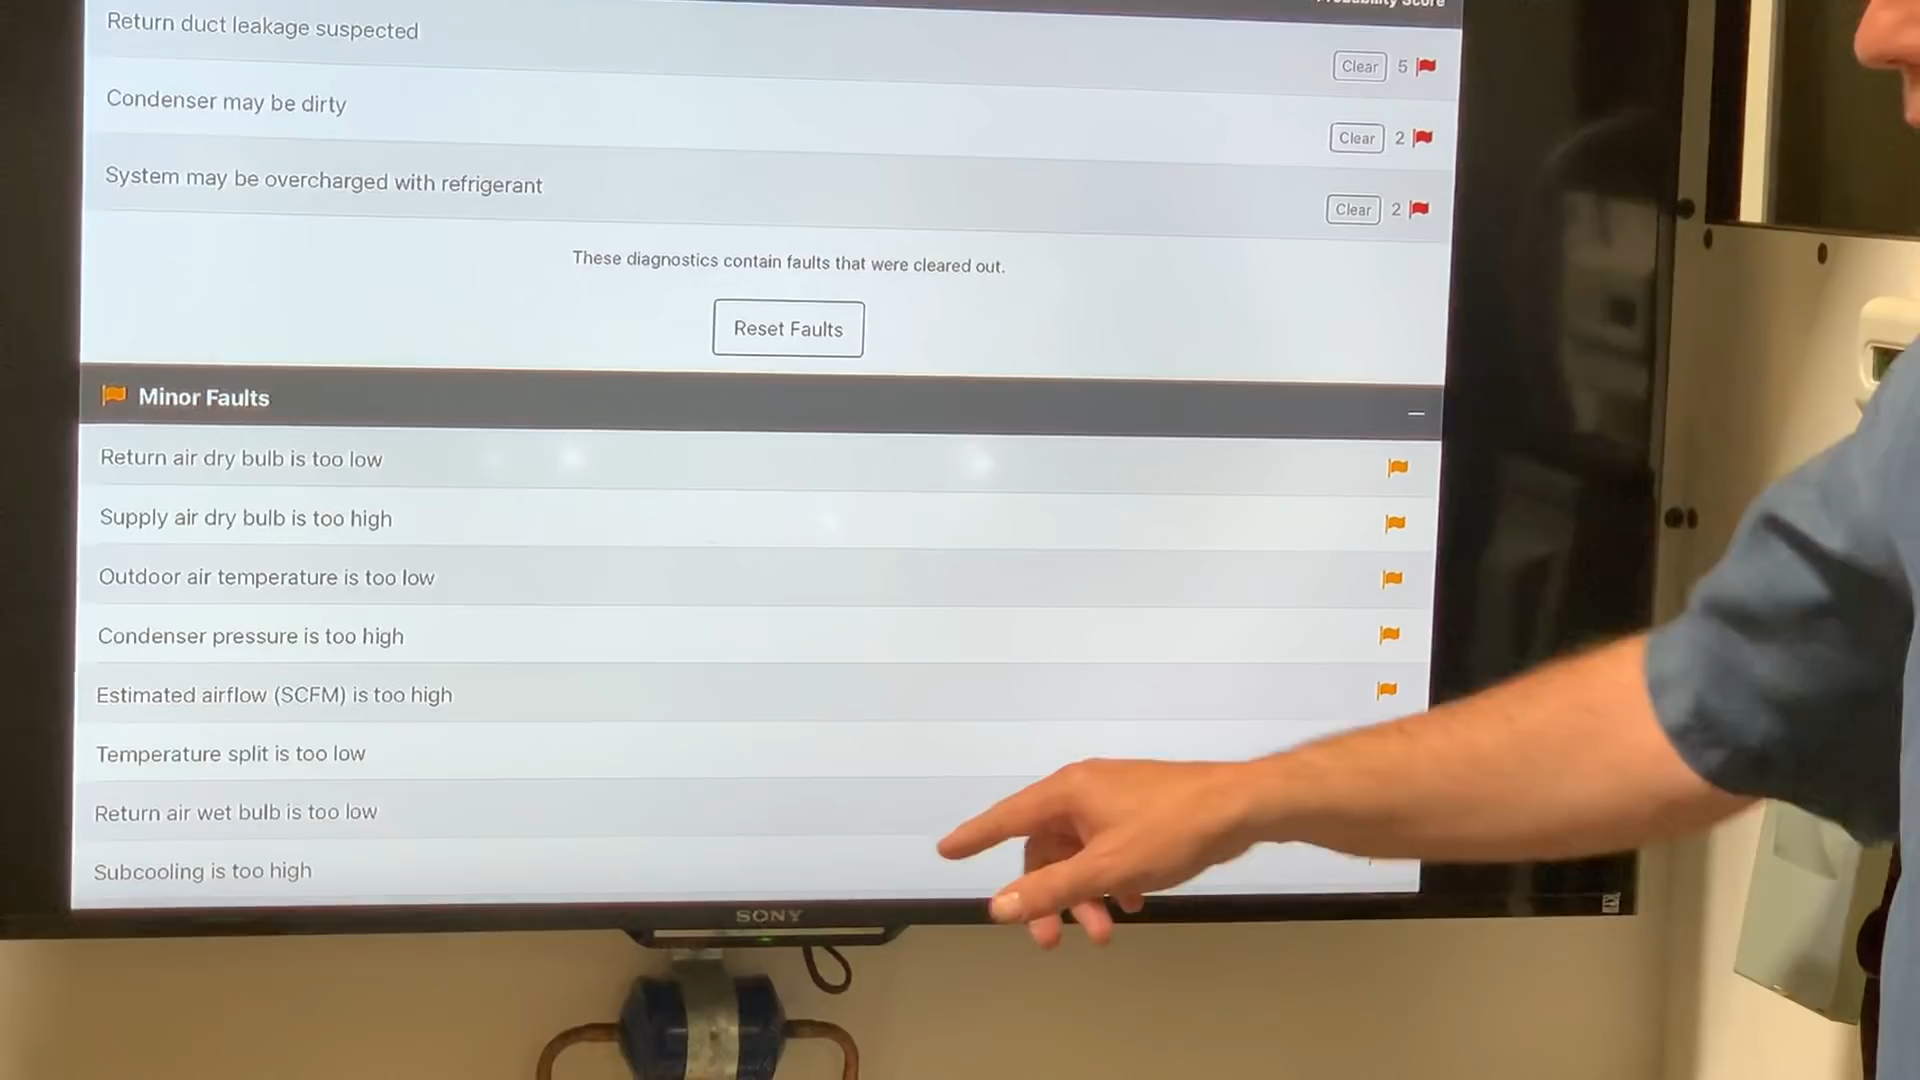 Probability Score
Return duct leakage suspected
Clear 5
Condenser may be dirty
Clear 2
System may be overcharged with refrigerant
Clear 2
These diagnostics contain faults that were cleared out.
Reset Faults
Minor Faults
Return air dry bulb is too low
Supply air dry bulb is too high
Outdoor air temperature is too low
Condenser pressure is too high
Estimated airflow (SCFM) is too high
Temperature split is too low
Return air wet bulb is too low
Subcooling is too high
SONY